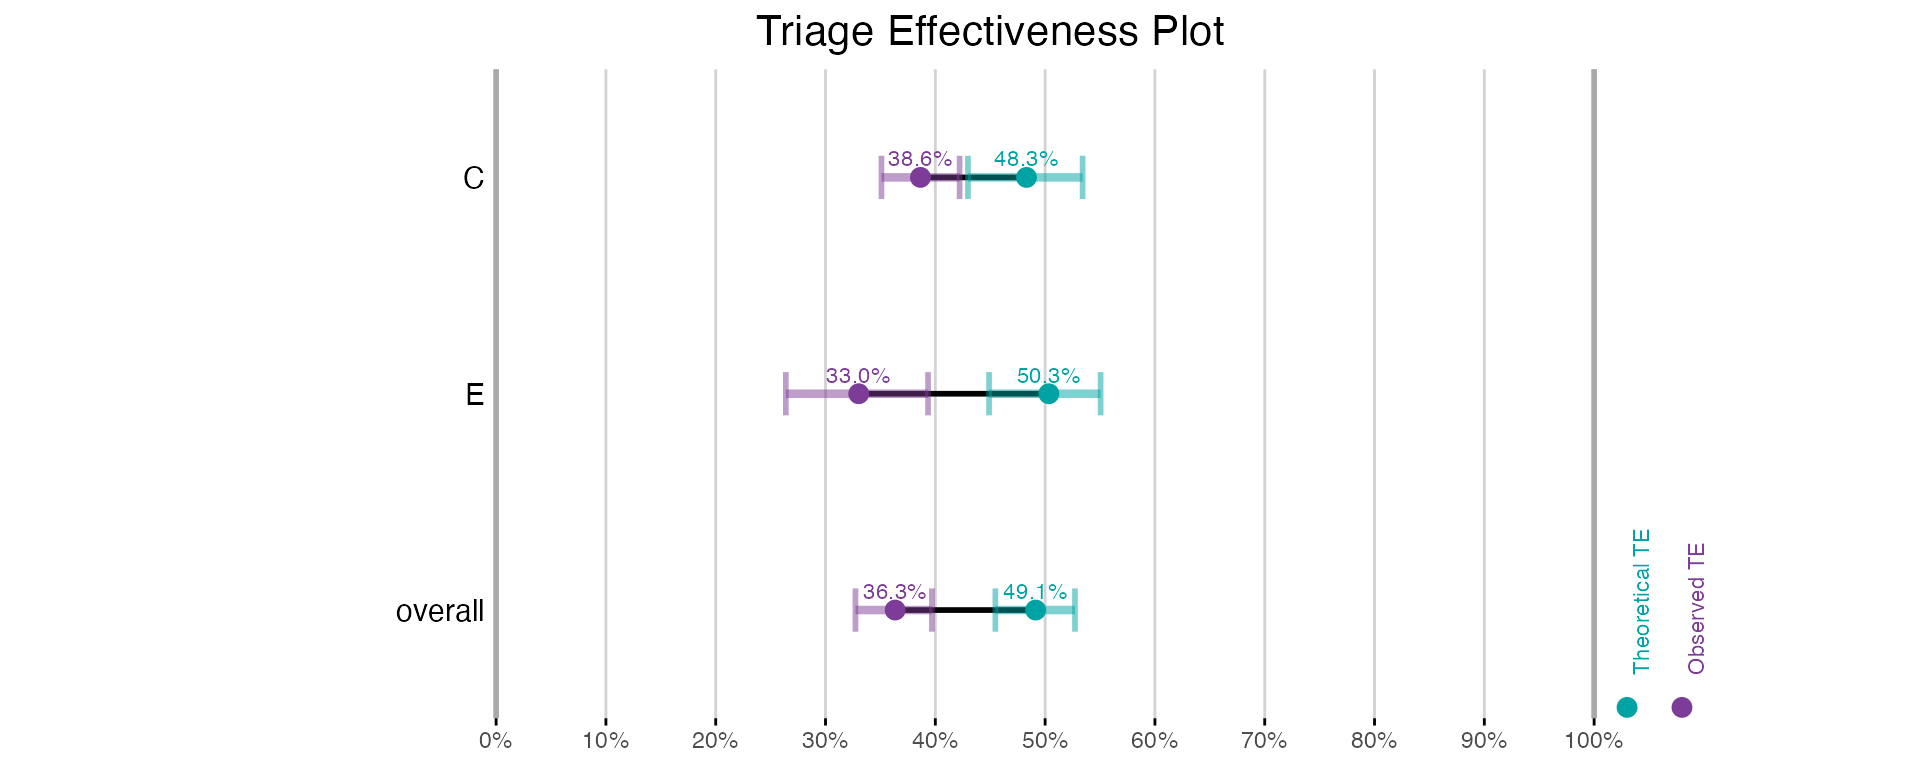 Triage Effectiveness Plot
C
38.6%
48.3%
E
33.0%
50.3%
overall
36.3%
49.1%
0%
10%
20%
30%
40%
50%
60%
70%
80%
90%
100%
Theoretical TE
Observed TE